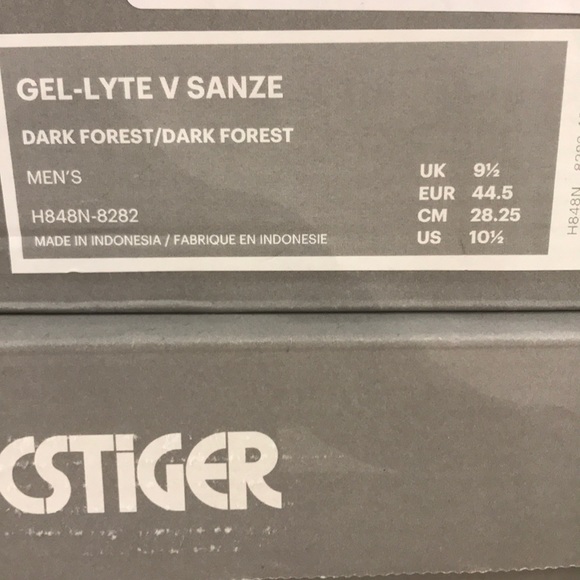 GEL-LYTE V SANZE
DARK FOREST/DARK FOREST
MEN'S
H848N-8282
MADE IN INDONESIA / FABRIQUE EN INDONESIE
UK 9½
EUR 44.5
CM 28.25
US 10½
H848N
CSTiGER